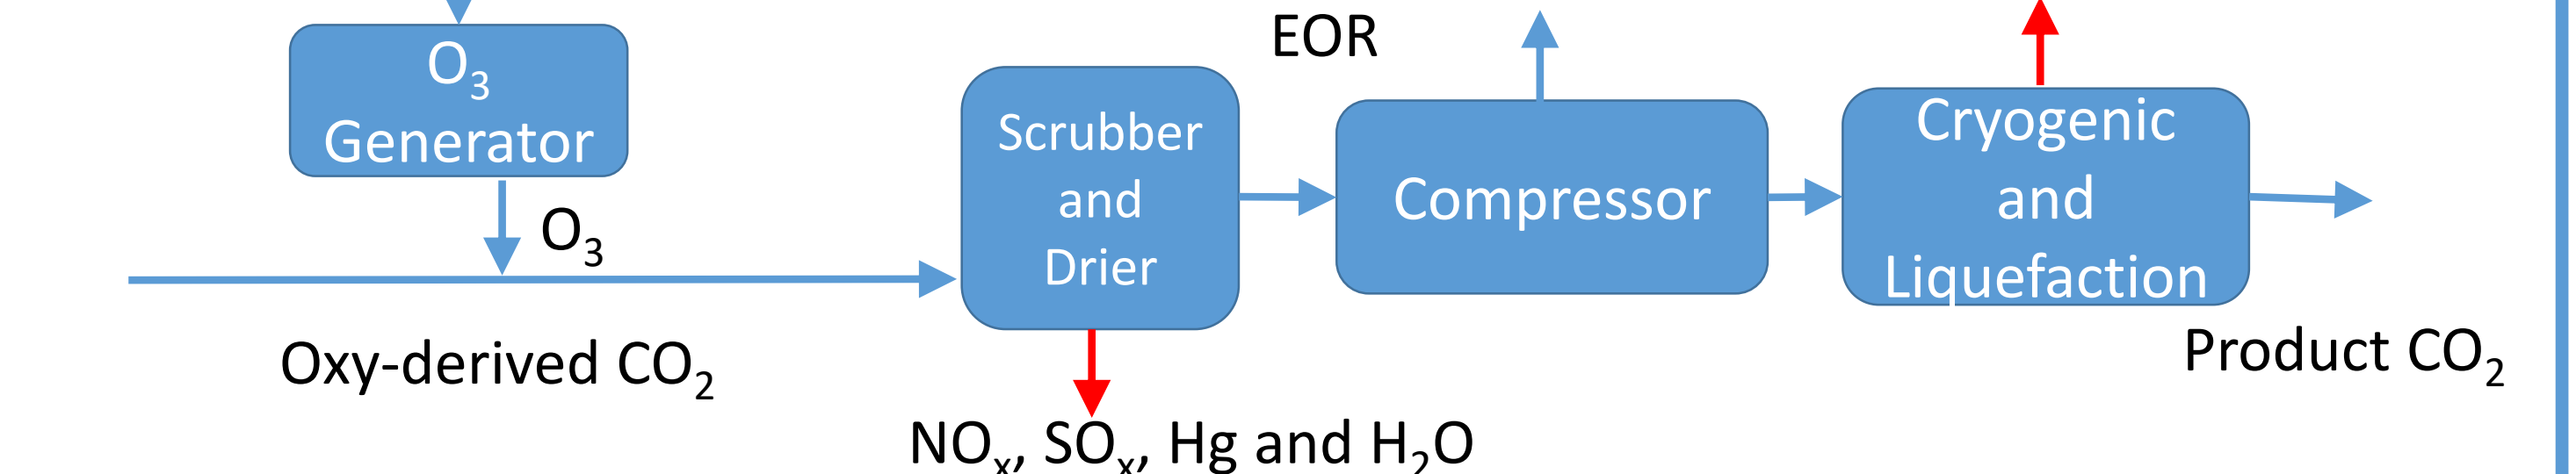 O₃
Generator
O₃
Oxy-derived CO₂
Scrubber
and
Drier
NOₓ, SOₓ, Hg and H₂O
EOR
Compressor
Cryogenic
and
Liquefaction
Product CO₂